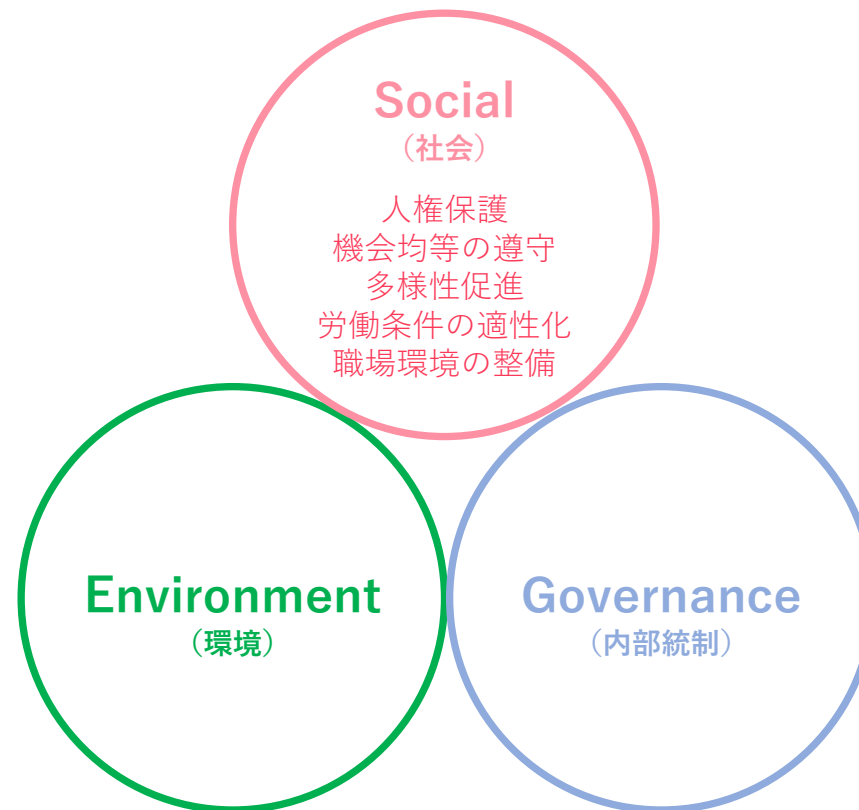 Social
（社会）
人権保護
機会均等の遵守
多様性促進
労働条件の適性化
職場環境の整備
Environment
（環境）
Governance
（内部統制）